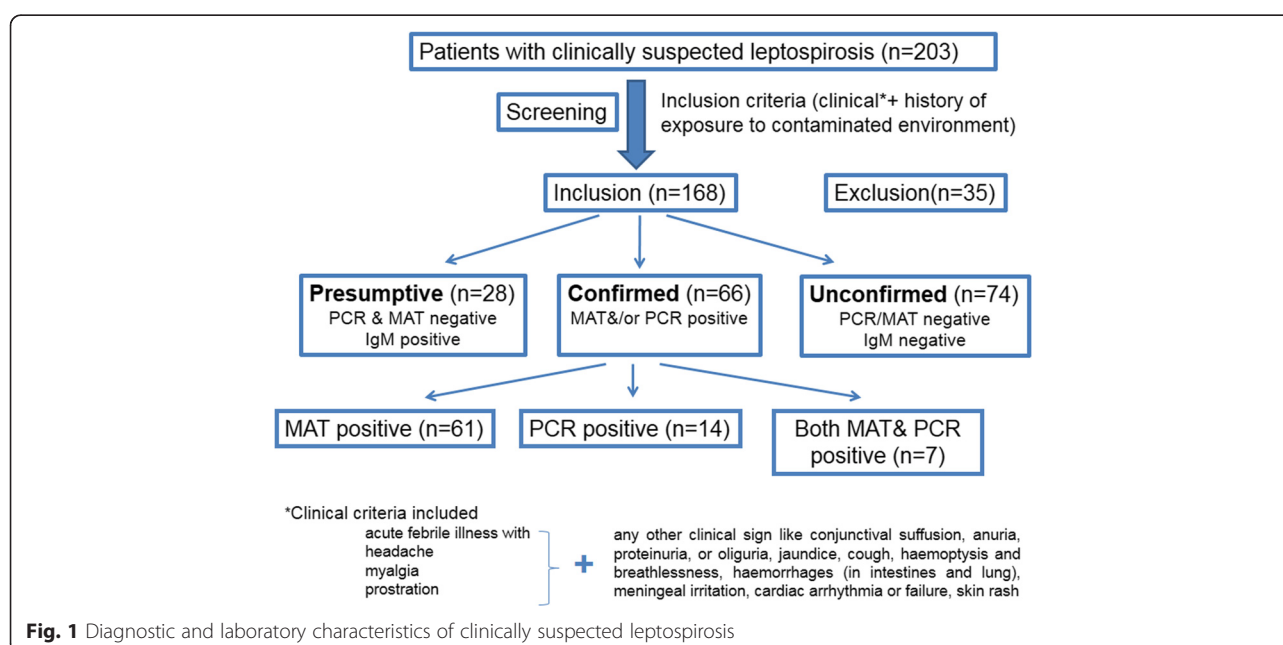 Patients with clinically suspected leptospirosis (n=203)
Screening
Inclusion criteria (clinical*+ history of
exposure to contaminated environment)
Inclusion (n=168)
Exclusion(n=35)
Presumptive (n=28)
PCR & MAT negative
IgM positive
Confirmed (n=66)
MAT&/or PCR positive
Unconfirmed (n=74)
PCR/MAT negative
IgM negative
MAT positive (n=61)
PCR positive (n=14)
Both MAT& PCR
positive (n=7)
*Clinical criteria included
acute febrile illness with
headache
myalgia
prostration
+
any other clinical sign like conjunctival suffusion, anuria,
proteinuria, or oliguria, jaundice, cough, haemoptysis and
breathlessness, haemorrhages (in intestines and lung),
meningeal irritation, cardiac arrhythmia or failure, skin rash
Fig. 1 Diagnostic and laboratory characteristics of clinically suspected leptospirosis